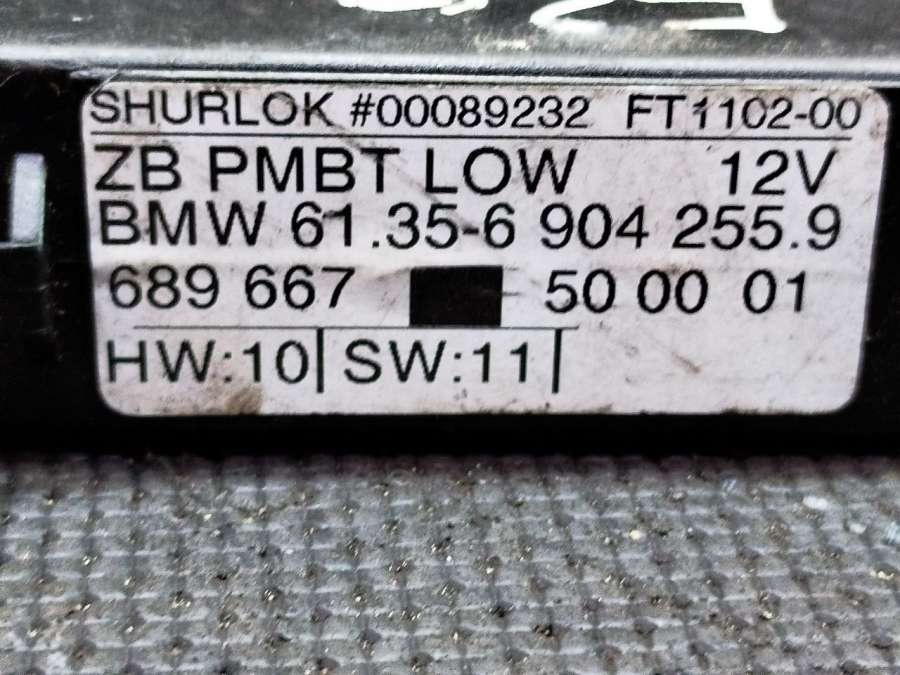 SHURLOK #00089232 FT1102-00
ZB PMBT LOW 12V
BMW 61.35-6 904 255.9
689 667 50 00 01
HW:10 SW:11